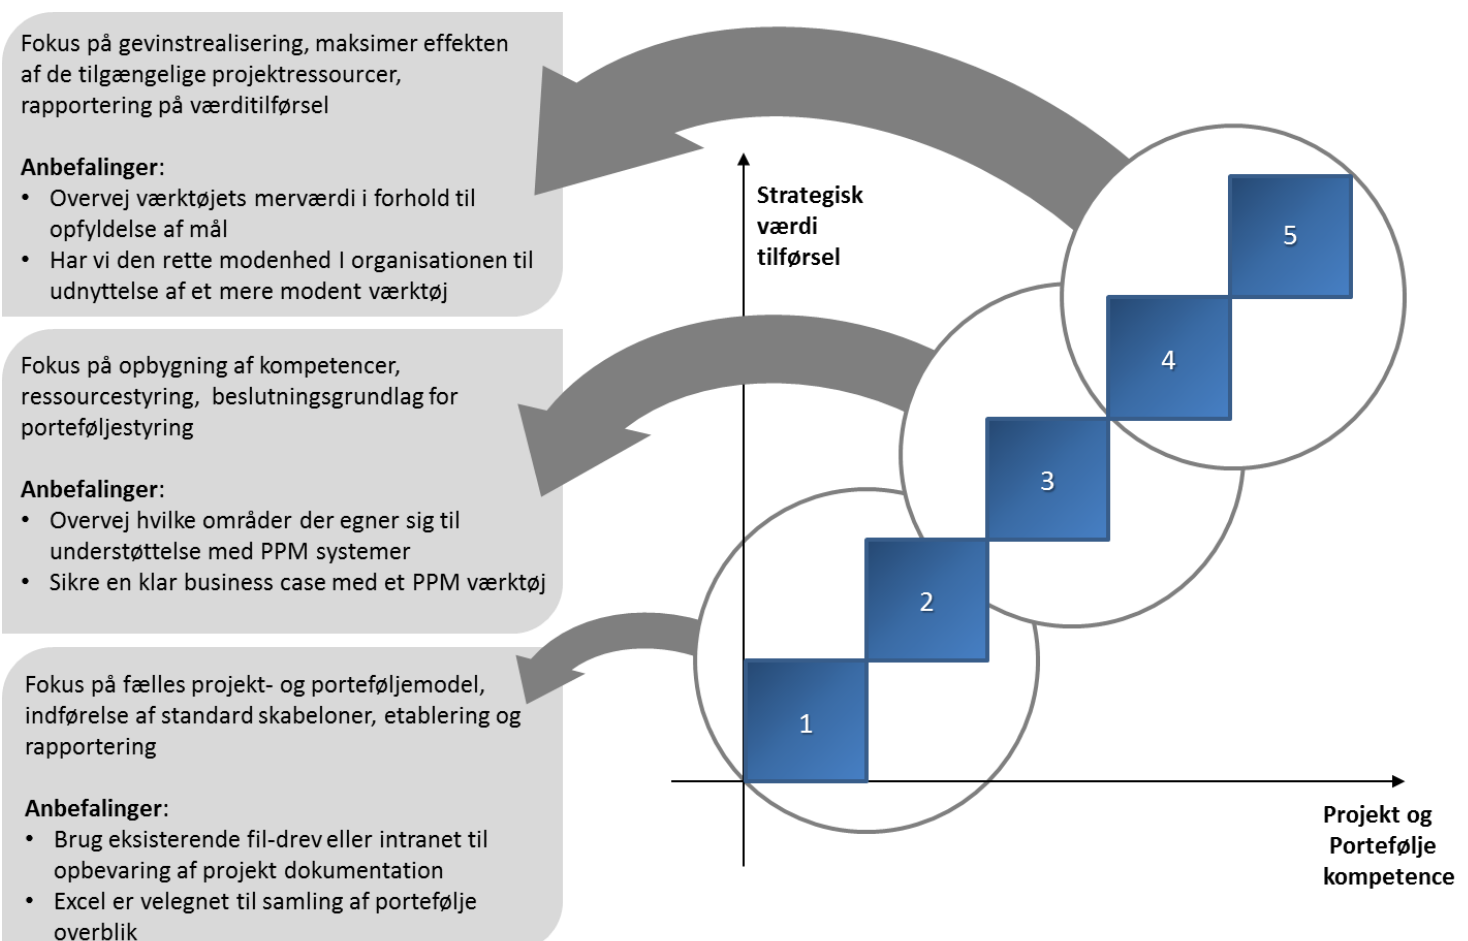 Fokus på gevinstrealisering, maksimer effekten
af de tilgængelige projektressourcer,
rapportering på værditilførsel
Anbefalinger:
• Overvej værktøjets merværdi i forhold til
opfyldelse af mål
• Har vi den rette modenhed I organisationen til
udnyttelse af et mere modent værktøj
Fokus på opbygning af kompetencer,
ressourcestyring, beslutningsgrundlag for
porteføljestyring
Anbefalinger:
• Overvej hvilke områder der egner sig til
understøttelse med PPM systemer
• Sikre en klar business case med et PPM værktøj
Fokus på fælles projekt- og porteføljemodel,
indførelse af standard skabeloner, etablering og
rapportering
Anbefalinger:
• Brug eksisterende fil-drev eller intranet til
opbevaring af projekt dokumentation
• Excel er velegnet til samling af portefølje
overblik
Strategisk
værdi
tilførsel
5
4
3
2
1
Projekt og
Portefølje
kompetence